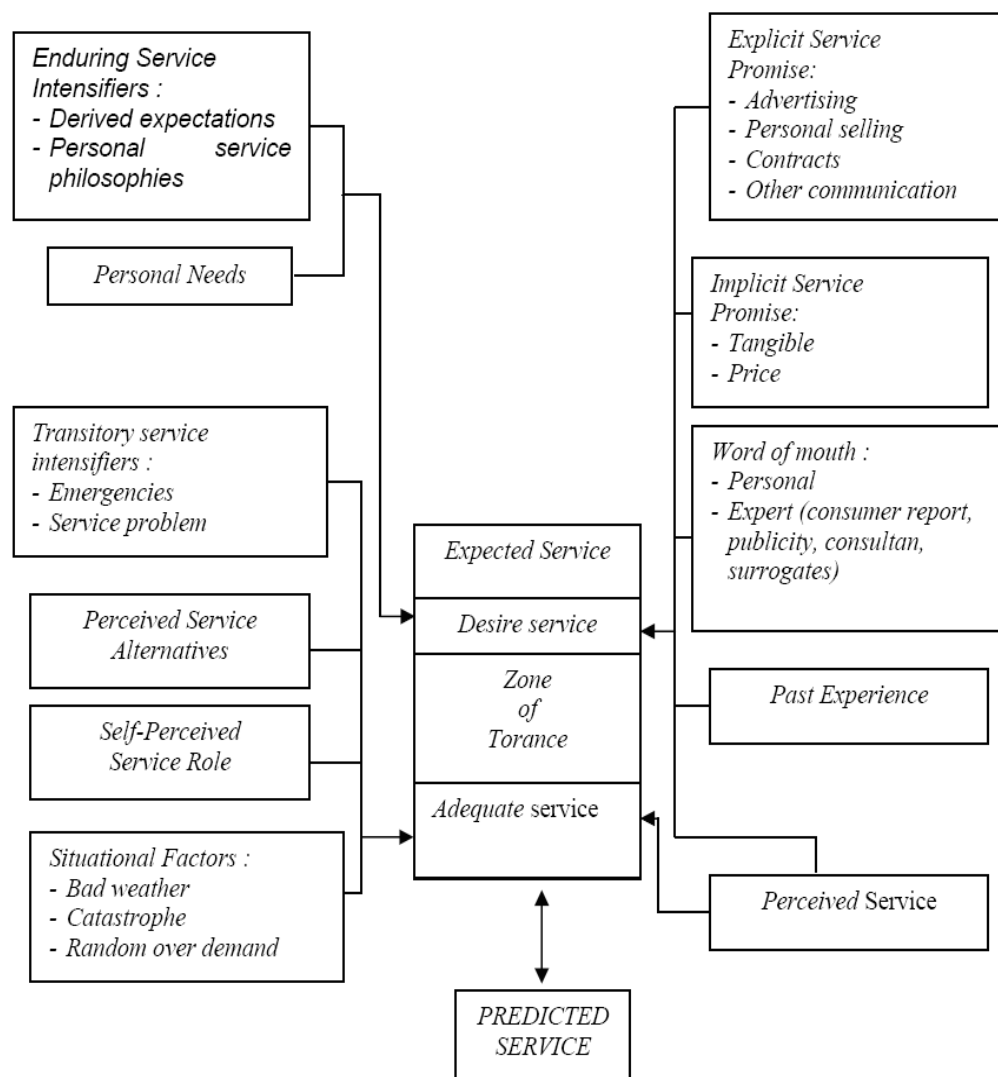 Enduring Service
Intensifiers :
- Derived expectations
- Personal service
philosophies
Personal Needs
Transitory service
intensifiers :
- Emergencies
- Service problem
Perceived Service
Alternatives
Self-Perceived
Service Role
Situational Factors :
- Bad weather
- Catastrophe
- Random over demand
Expected Service
Desire service
Zone
of
Torance
Adequate service
PREDICTED
SERVICE
Explicit Service
Promise:
- Advertising
- Personal selling
- Contracts
- Other communication
Implicit Service
Promise:
- Tangible
- Price
Word of mouth :
- Personal
- Expert (consumer report,
publicity, consultan,
surrogates)
Past Experience
Perceived Service